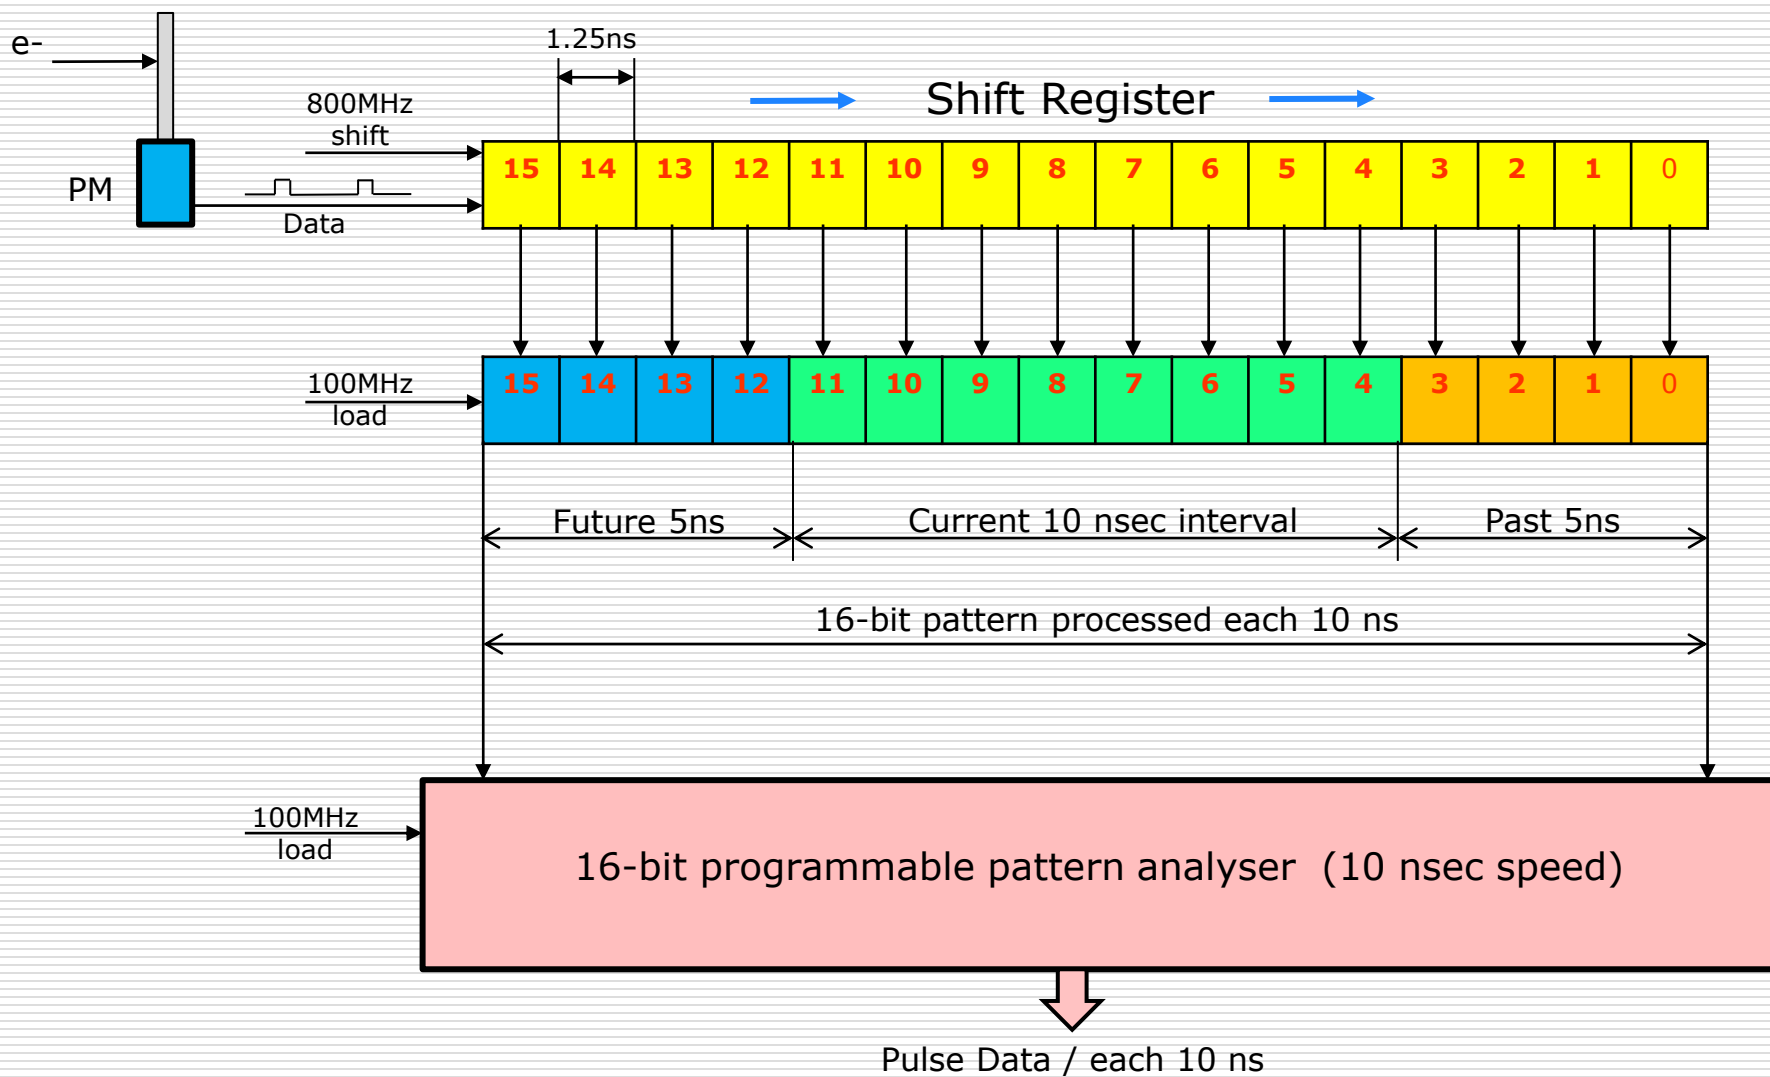 e-
1.25ns
800MHz
shift
Shift Register
PM
Data
15 14 13 12 11 10 9 8 7 6 5 4 3 2 1 0
100MHz
load
15 14 13 12 11 10 9 8 7 6 5 4 3 2 1 0
Future 5ns
Current 10 nsec interval
Past 5ns
16-bit pattern processed each 10 ns
100MHz
load
16-bit programmable pattern analyser (10 nsec speed)
Pulse Data / each 10 ns